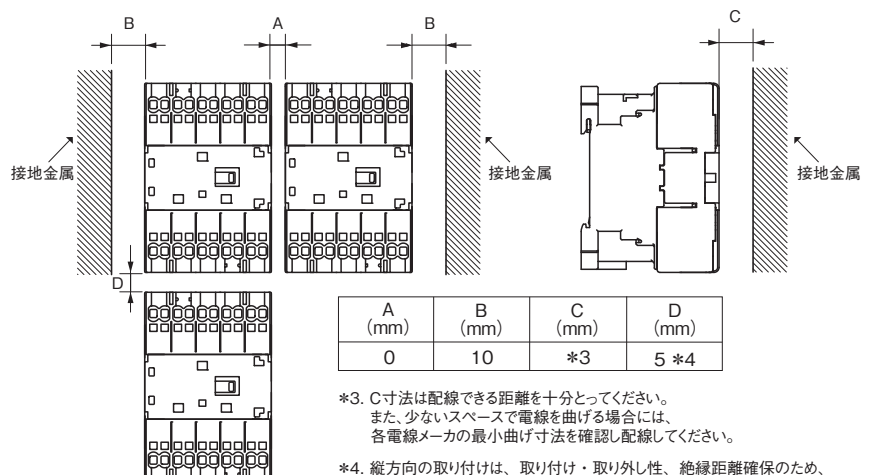 B
A
B
C
接地金属
接地金属
接地金属
D
A
(mm)
B
(mm)
C
(mm)
D
(mm)
0
10
*3
5 *4
*3. C寸法は配線できる距離を十分とってください。
また、少ないスペースで電線を曲げる場合には、
各電線メーカの最小曲げ寸法を確認し配線してください。
*4. 縦方向の取り付けは、取り付け・取り外し性、絶縁距離確保のため、